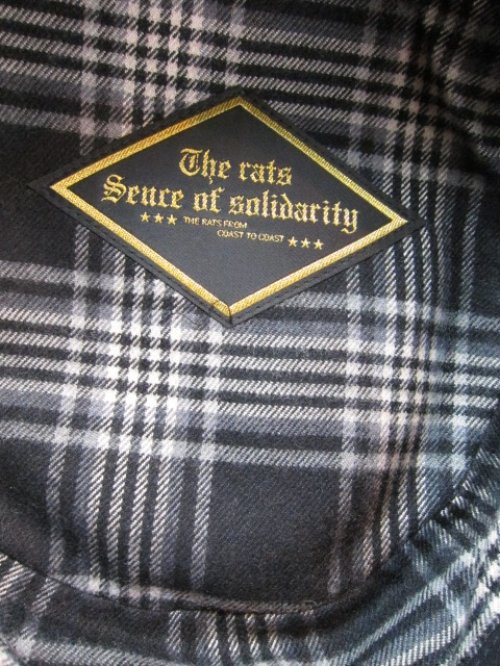 The rats
Sence of solidarity
★★★ THE RATS FROM
COAST TO COAST ★★★